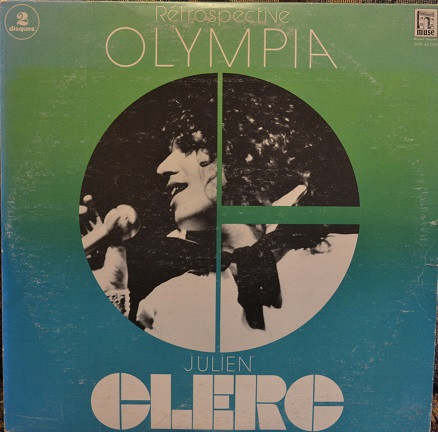 Rétrospective
2
disques
OLYMPIA
muse
JULIEN
CLERC